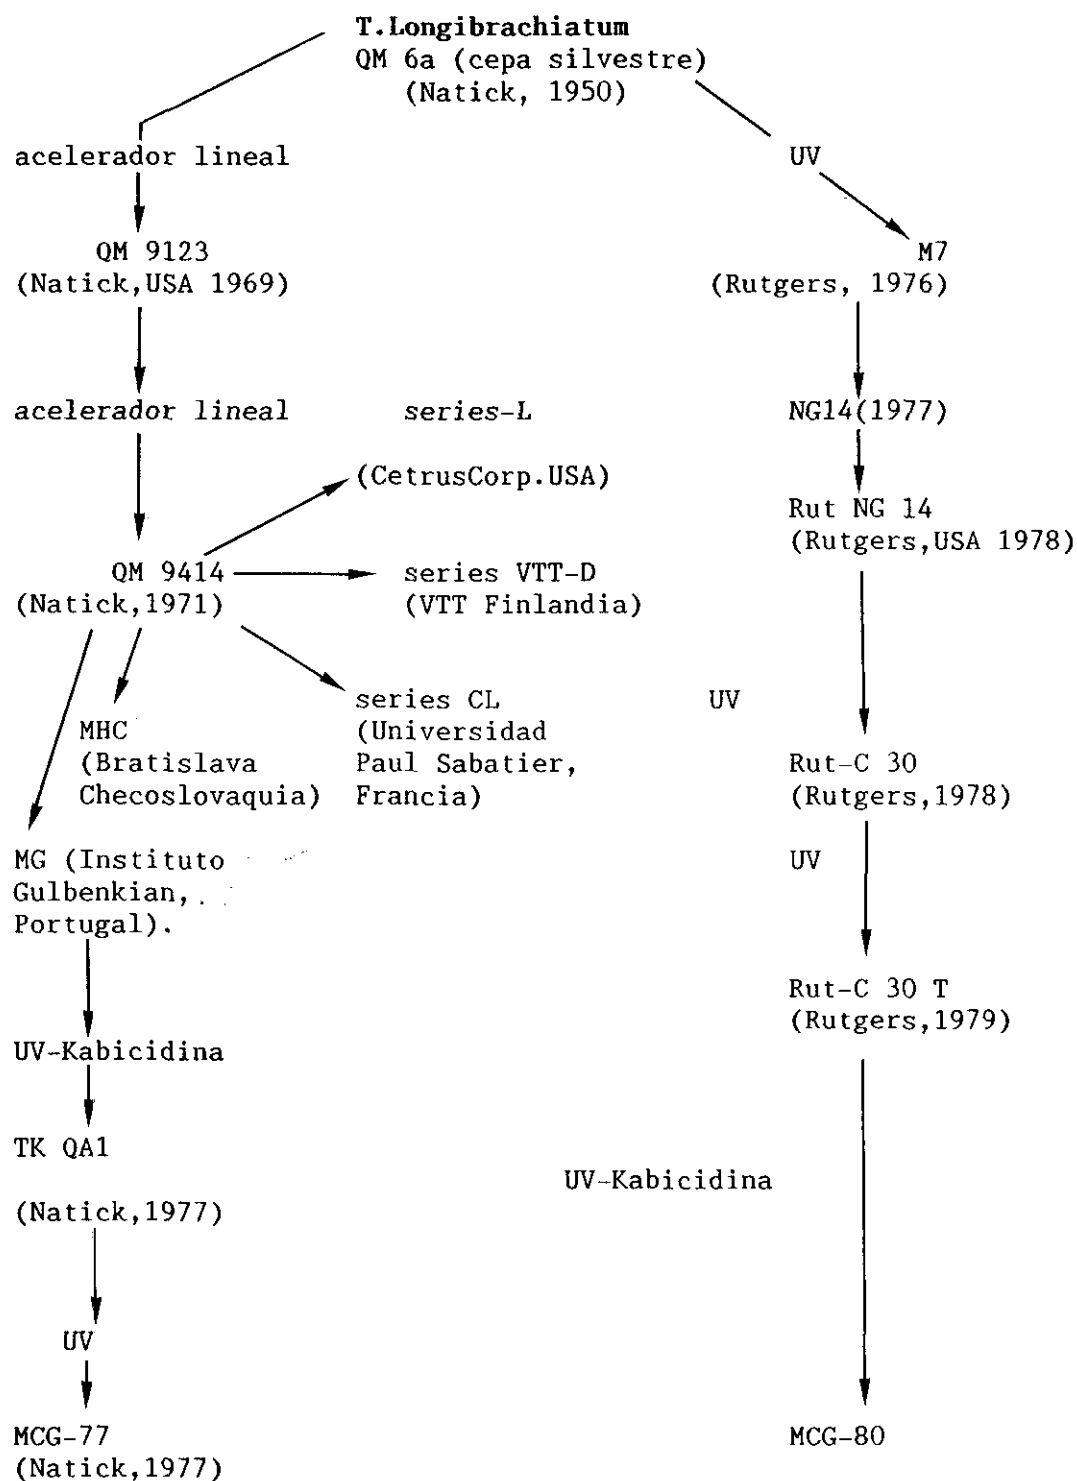 T.Longibrachiatum
QM 6a (cepa silvestre)
(Natick, 1950)
acelerador lineal
UV
QM 9123
(Natick,USA 1969)
M7
(Rutgers, 1976)
acelerador lineal
series-L
(CetrusCorp.USA)
NG14(1977)
Rut NG 14
(Rutgers,USA 1978)
QM 9414
(Natick,1971)
series VTT-D
(VTT Finlandia)
MHC
(Bratislava
Checoslovaquia)
series CL
(Universidad
Paul Sabatier,
Francia)
UV
Rut-C 30
(Rutgers,1978)
MG (Instituto
Gulbenkian,
Portugal).
UV
Rut-C 30 T
(Rutgers,1979)
UV-Kabicidina
TK QA1
(Natick,1977)
UV-Kabicidina
UV
MCG-77
(Natick,1977)
MCG-80